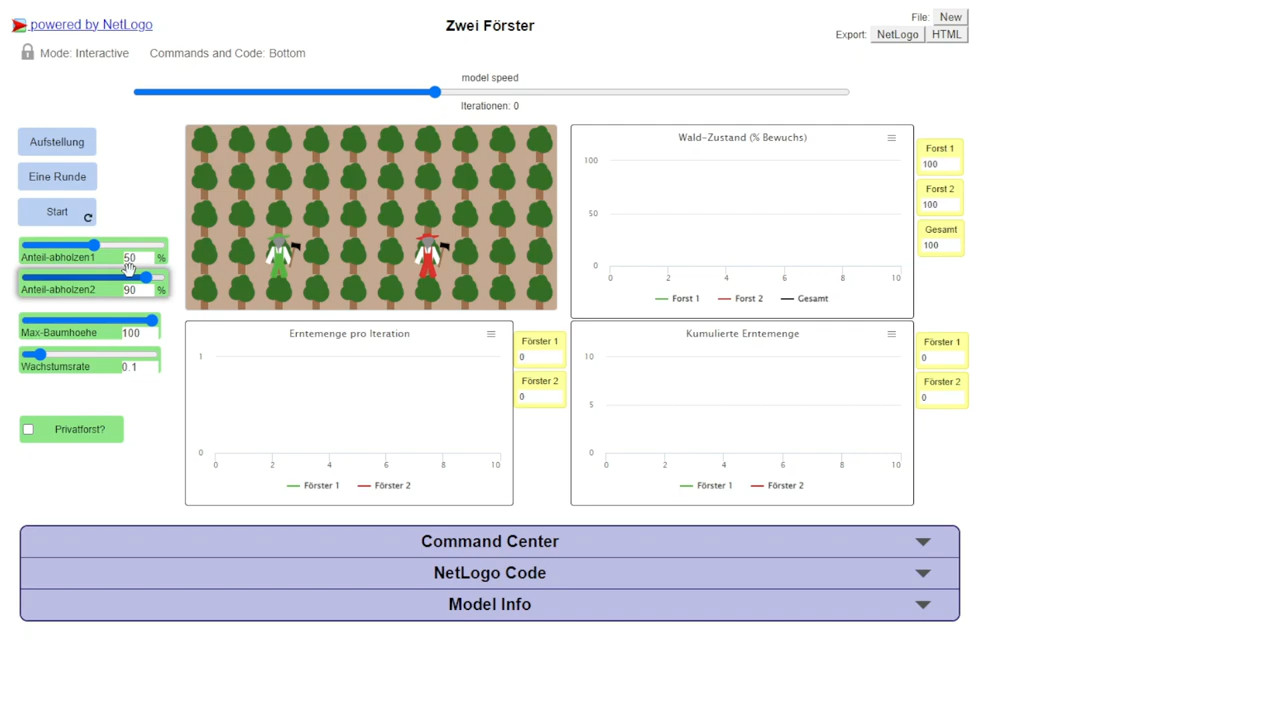 powered by NetLogo
Zwei Förster
File: New
Export: NetLogo HTML
Mode: Interactive Commands and Code: Bottom
model speed
Iterationen: 0
Aufstellung
Eine Runde
Start
Anteil-abholzen1 50 %
Anteil-abholzen2 90 %
Max-Baumhoehe 100
Wachstumsrate 0.1
Privatforst?
Wald-Zustand (% Bewuchs)
100
50
0
0 2 4 6 8 10
Forst 1 Forst 2 Gesamt
Forst 1
100
Forst 2
100
Gesamt
100
Erntemenge pro Iteration
1
0
0 2 4 6 8 10
Förster 1 Förster 2
Förster 1
0
Förster 2
0
Kumulierte Erntemenge
10
5
0
0 2 4 6 8 10
Förster 1 Förster 2
Förster 1
0
Förster 2
0
Command Center
NetLogo Code
Model Info